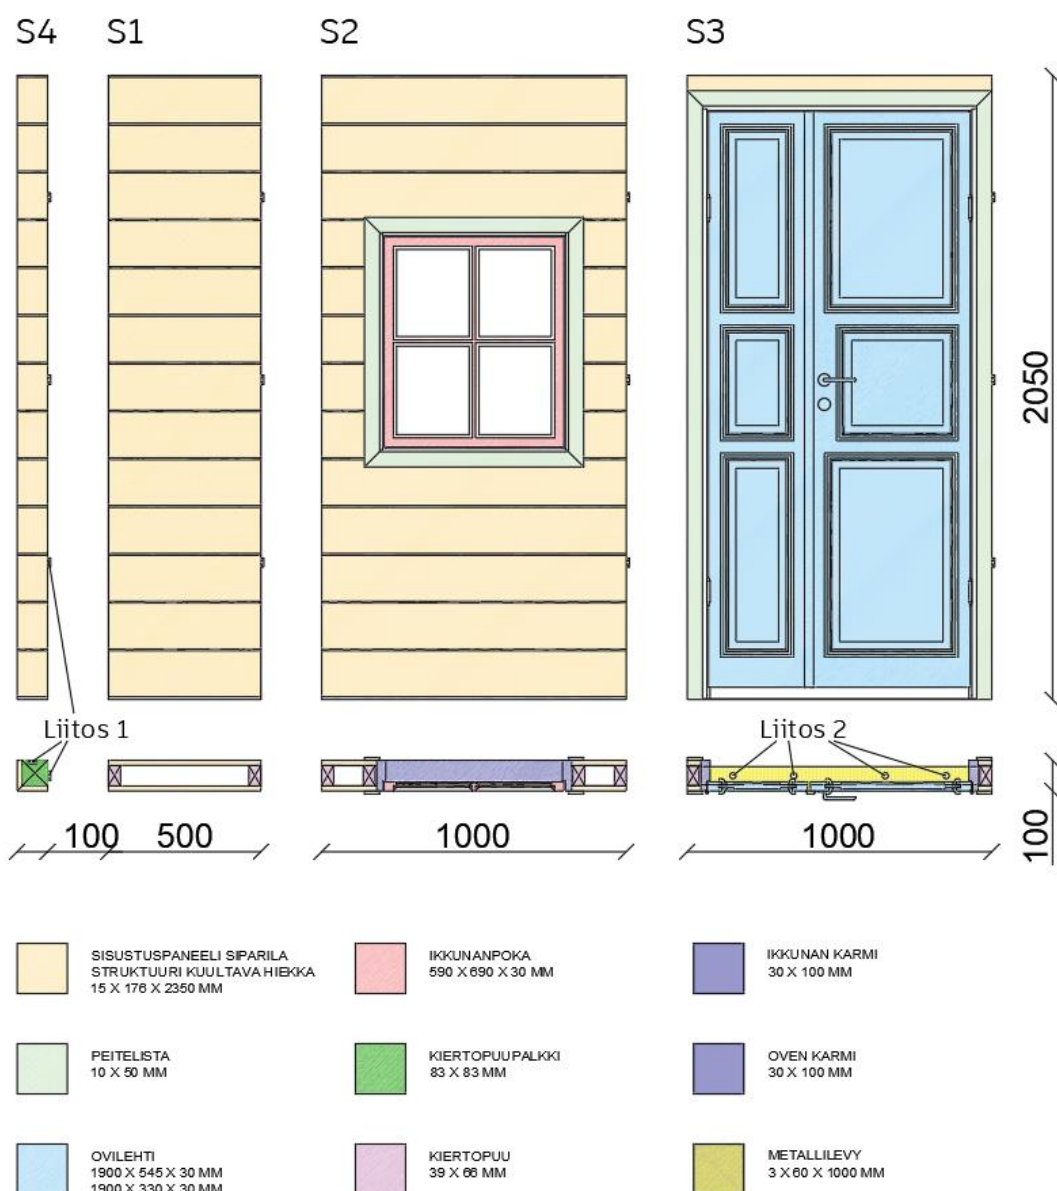 S4
S1
S2
S3
2050
Liitos 1
Liitos 2
100
500
1000
1000
100
SISUSTUSPANEELI SIPARILA
STRUKTUURI KUULTAVA HIEKKA
15 X 176 X 2350 MM
IKKUNANPOKA
590 X 690 X 30 MM
IKKUNAN KARMI
30 X 100 MM
PEITELISTA
10 X 50 MM
KIERTOPUUPALKKI
83 X 83 MM
OVEN KARMI
30 X 100 MM
OVILEHTI
1900 X 545 X 30 MM
1900 X 330 X 30 MM
KIERTOPUU
39 X 66 MM
METALLILEVY
3 X 60 X 1000 MM